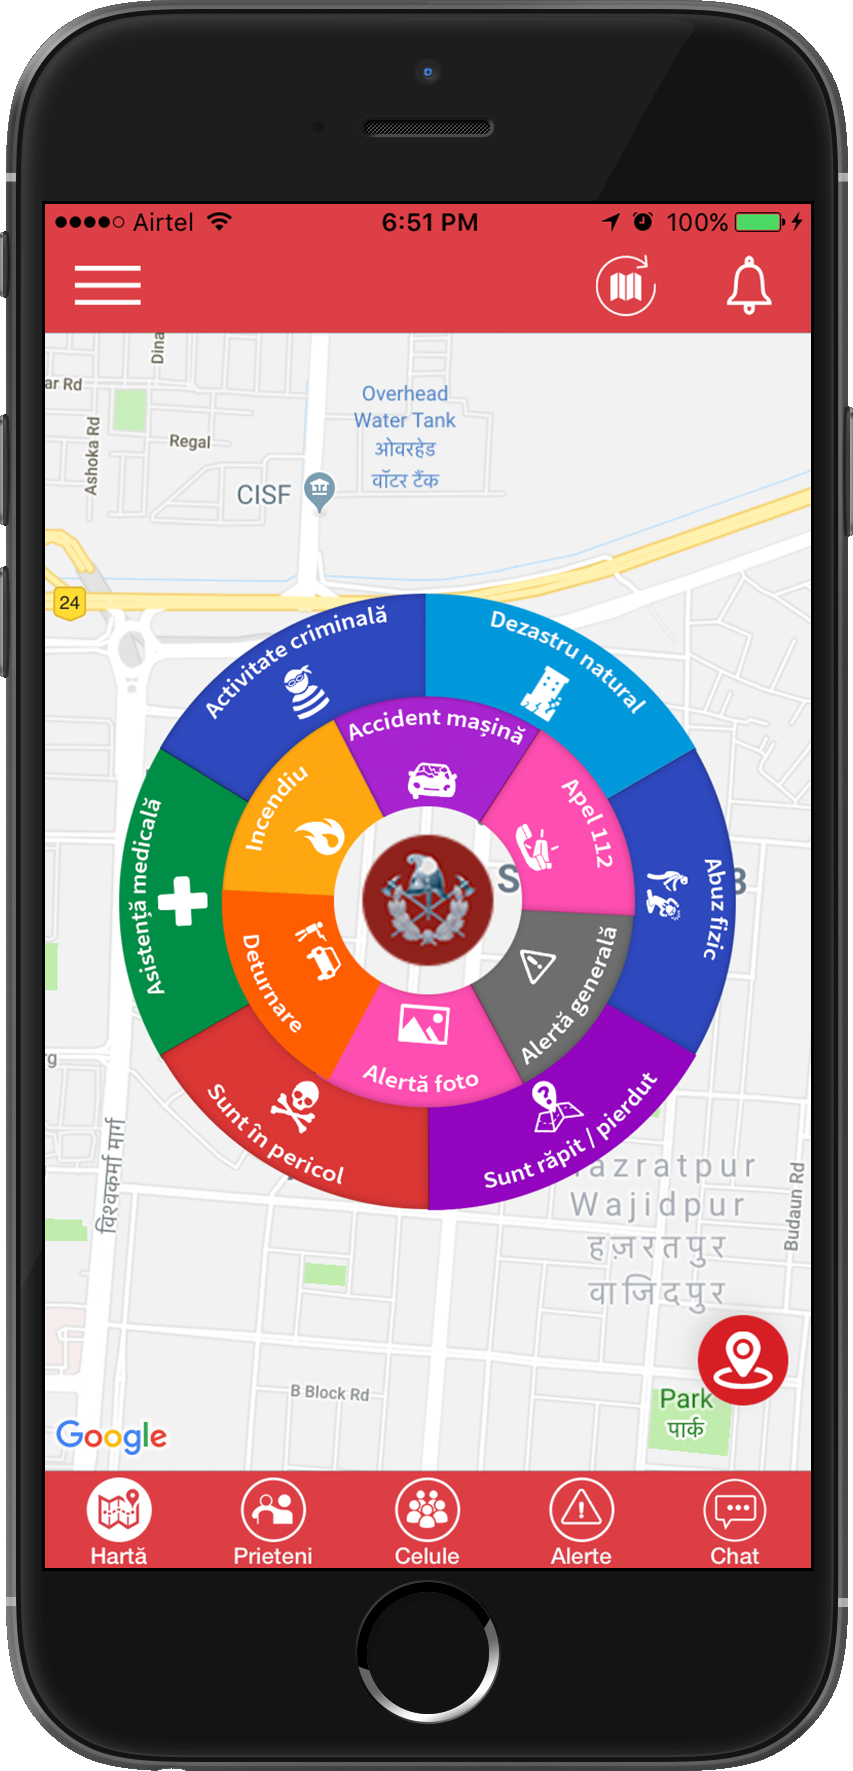 Airtel
6:51 PM
100%
Dina
ar Rd
Ashoka Rd
Regal
Overhead
Water Tank
ओवरहेड
वॉटर टैंक
CISF
24
Activitate criminală
Dezastru natural
Accident mașină
Incendiu
Apel 112
Asistență medicală
Abuz fizic
S
3
Deturnare
Alertă generală
Alertă foto
Sunt în pericol
Sunt răpit / pierdut
g
विश्वकर्मा मार्ग
azratpur
Wajidpur
हज़रतपुर
वाजिदपुर
Budaun Rd
B Block Rd
Park
पार्क
Google
Hartă
Prieteni
Celule
Alerte
Chat